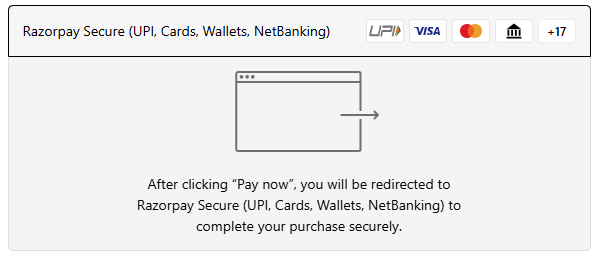 Razorpay Secure (UPI, Cards, Wallets, NetBanking) UPI VISA +17
After clicking “Pay now”, you will be redirected to
Razorpay Secure (UPI, Cards, Wallets, NetBanking) to
complete your purchase securely.